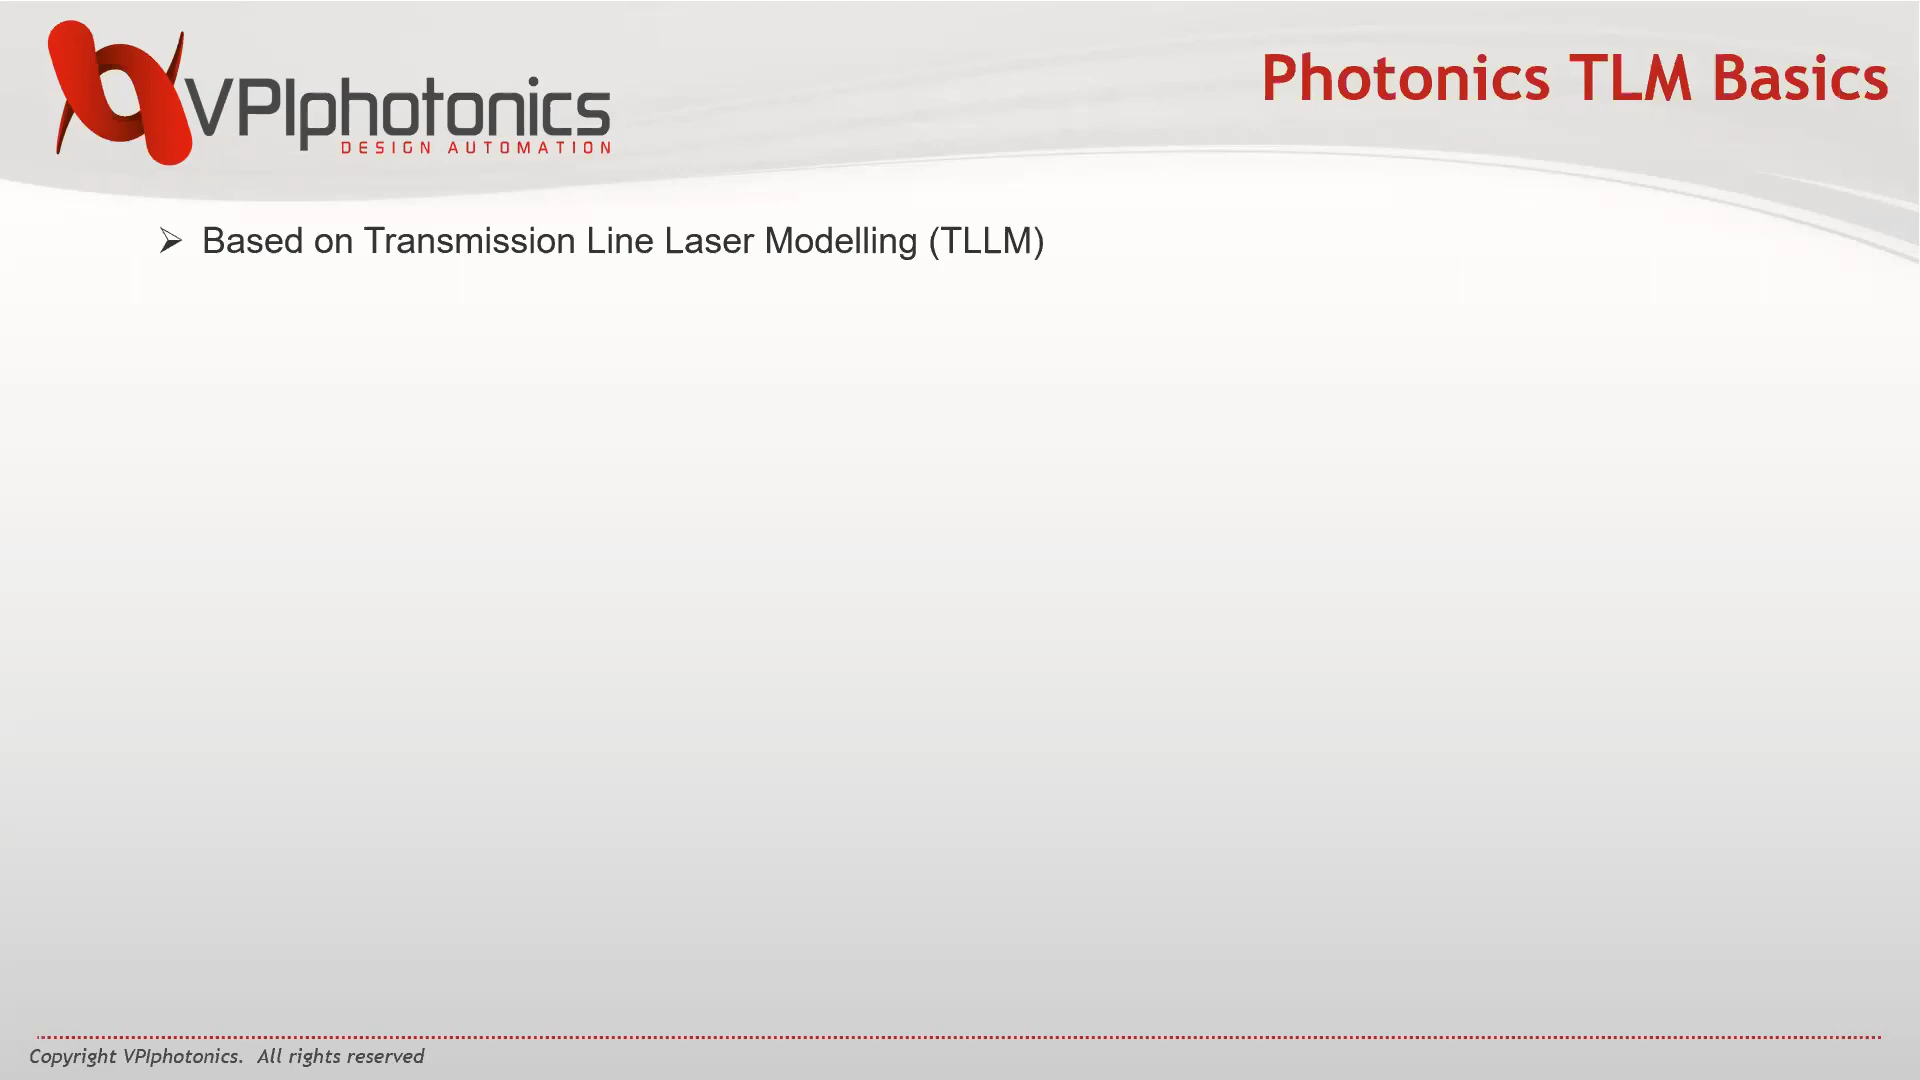 VPIphotonics
DESIGN AUTOMATION
Photonics TLM Basics
➢ Based on Transmission Line Laser Modelling (TLLM)
Copyright VPIphotonics. All rights reserved